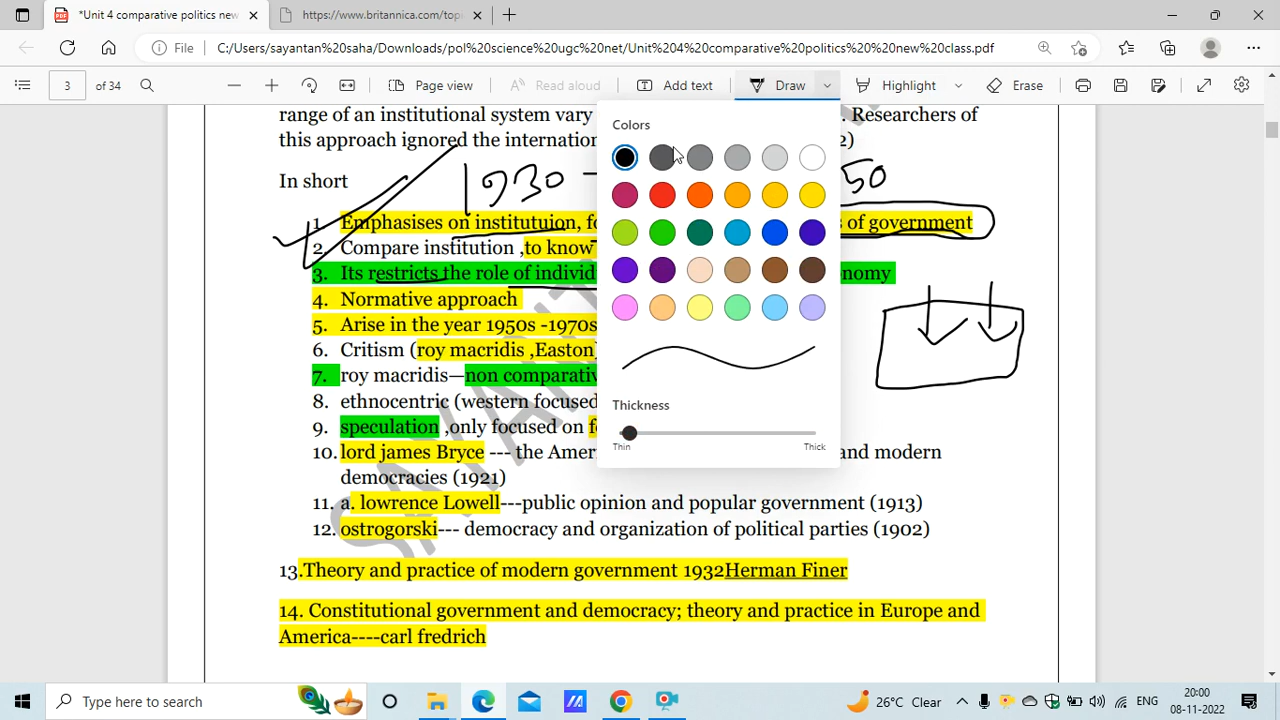 *Unit 4 comparative politics new
https://www.britannica.com/top
File
C:/Users/sayantan%20saha/Downloads/pol%20science%20ugc%20net/Unit%204%20comparative%20politics%20%20new%20class.pdf
3
of 34
Page view
Read aloud
Add text
Draw
Highlight
Erase
range of an institutional system vary
. Researchers of
this approach ignored the internation
2)
Colors
In short
1930 -
50
1. Emphasises on institutuion, fo
s of government
2. Compare institution ,to know
3. Its restricts the role of individ
nomy
4. Normative approach
5. Arise in the year 1950s -1970s
6. Critism (roy macridis ,Easton)
7. roy macridis—non comparativ
8. ethnocentric (western focused
9. speculation ,only focused on f
Thickness
Thin
Thick
10. lord james Bryce --- the Amer
and modern
democracies (1921)
11. a. lowrence Lowell---public opinion and popular government (1913)
12. ostrogorski--- democracy and organization of political parties (1902)
13.Theory and practice of modern government 1932Herman Finer
14. Constitutional government and democracy; theory and practice in Europe and
America----carl fredrich
Type here to search
26°C Clear
ENG
20:00
08-11-2022